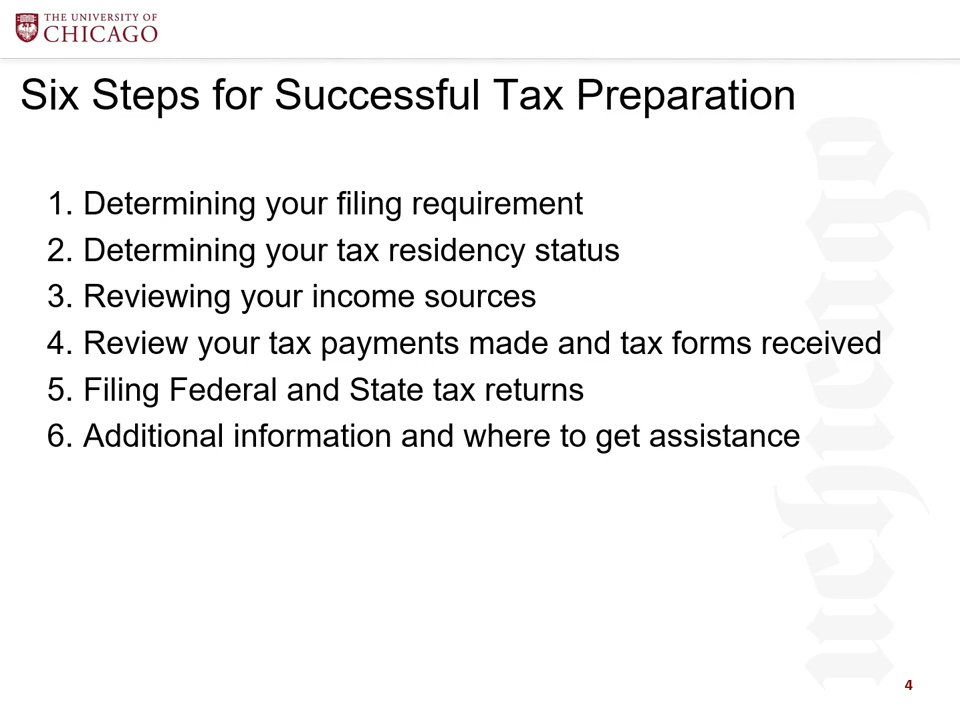 THE UNIVERSITY OF
CHICAGO
Six Steps for Successful Tax Preparation
1. Determining your filing requirement
2. Determining your tax residency status
3. Reviewing your income sources
4. Review your tax payments made and tax forms received
5. Filing Federal and State tax returns
6. Additional information and where to get assistance
uchicago
4